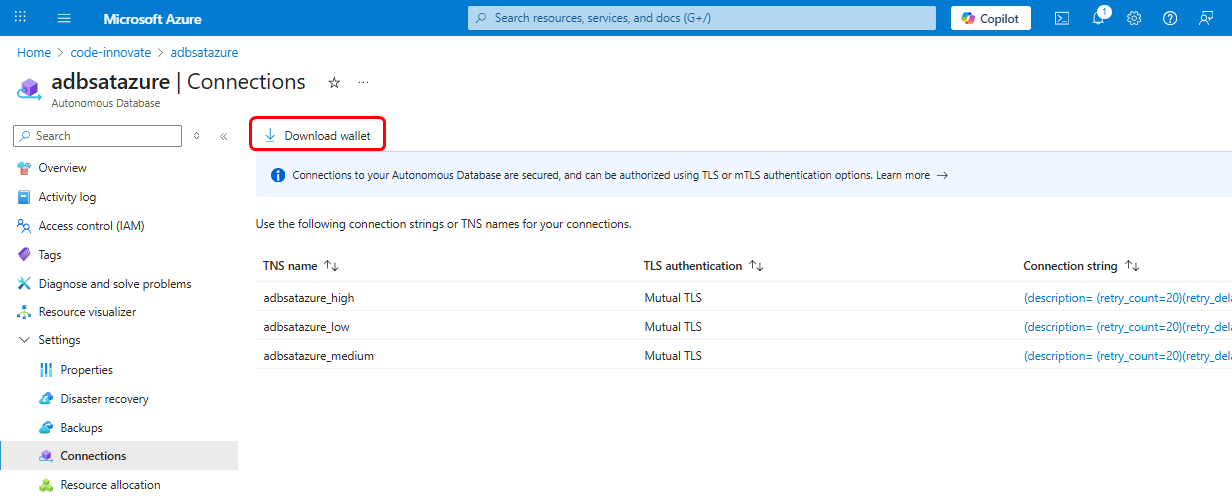 Microsoft Azure
Search resources, services, and docs (G+/)
Copilot
1
Home > code-innovate > adbsatazure
adbsatazure | Connections
Autonomous Database
Search
Overview
Activity log
Access control (IAM)
Tags
Diagnose and solve problems
Resource visualizer
Settings
Properties
Disaster recovery
Backups
Connections
Resource allocation
Download wallet
Connections to your Autonomous Database are secured, and can be authorized using TLS or mTLS authentication options. Learn more →
Use the following connection strings or TNS names for your connections.
TNS name ↑↓ TLS authentication ↑↓ Connection string ↑↓
adbsatazure_high Mutual TLS (description= (retry_count=20)(retry_dela
adbsatazure_low Mutual TLS (description= (retry_count=20)(retry_dela
adbsatazure_medium Mutual TLS (description= (retry_count=20)(retry_dela